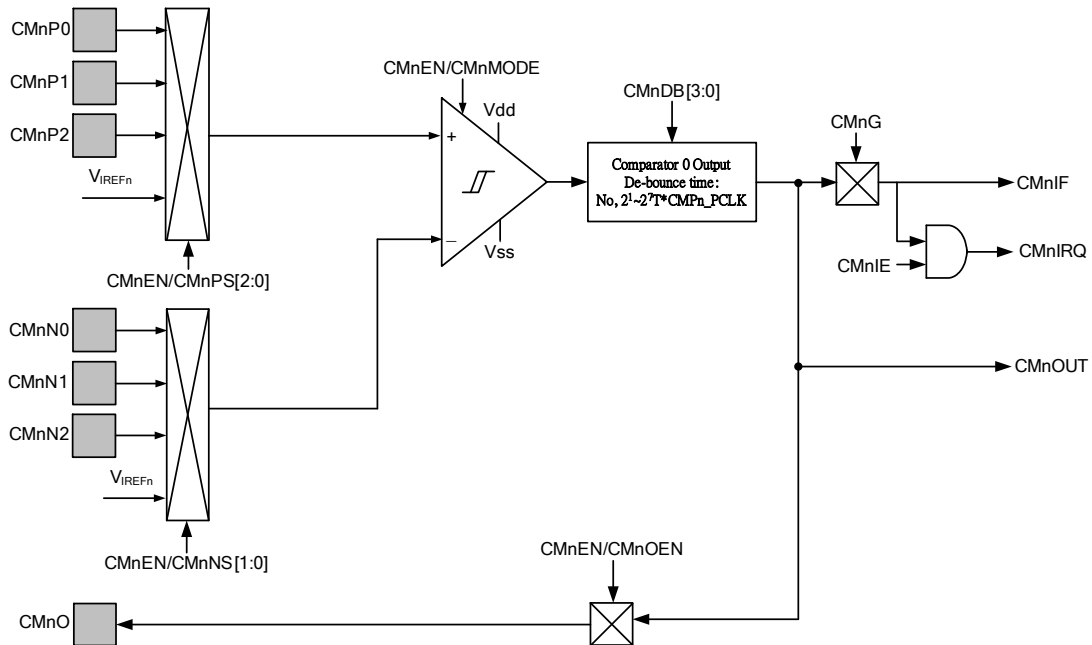 CMnP0
CMnP1
CMnP2
VIREFn
CMnEN/CMnPS[2:0]
CMnEN/CMnMODE
Vdd
+
−
Vss
CMnDB[3:0]
Comparator 0 Output
De-bounce time:
No, 2¹~2⁷T*CMPn_PCLK
CMnG
CMnIF
CMnIE
CMnIRQ
CMnOUT
CMnN0
CMnN1
CMnN2
VIREFn
CMnEN/CMnNS[1:0]
CMnEN/CMnOEN
CMnO